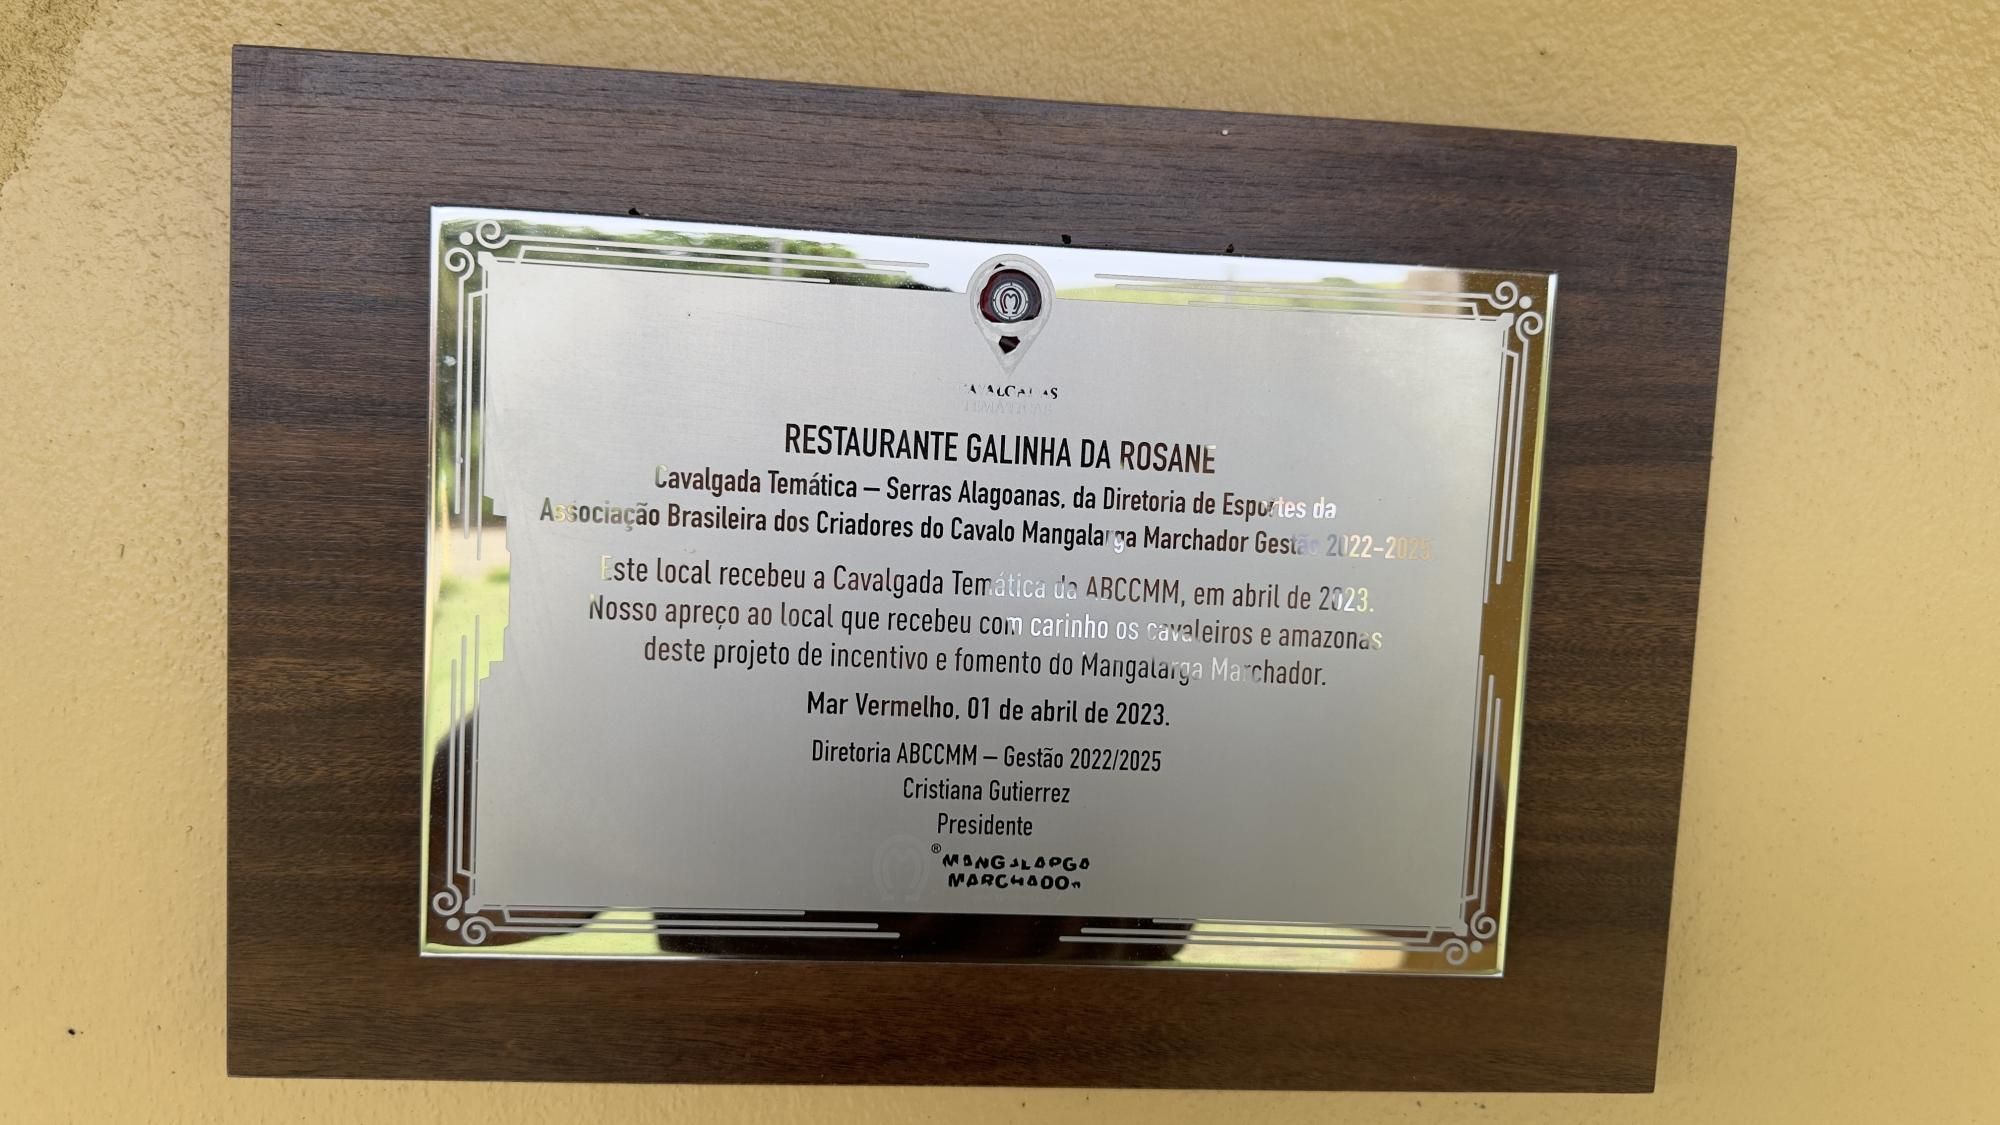 CAVALGADAS
TEMÁTICAS
RESTAURANTE GALINHA DA ROSANE
Cavalgada Temática – Serras Alagoanas, da Diretoria de Esportes da
Associação Brasileira dos Criadores do Cavalo Mangalarga Marchador Gestão 2022-2025.
Este local recebeu a Cavalgada Temática da ABCCMM, em abril de 2023.
Nosso apreço ao local que recebeu com carinho os cavaleiros e amazonas
deste projeto de incentivo e fomento do Mangalarga Marchador.
Mar Vermelho, 01 de abril de 2023.
Diretoria ABCCMM – Gestão 2022/2025
Cristiana Gutierrez
Presidente
®MANGALARGA
MARCHADOR